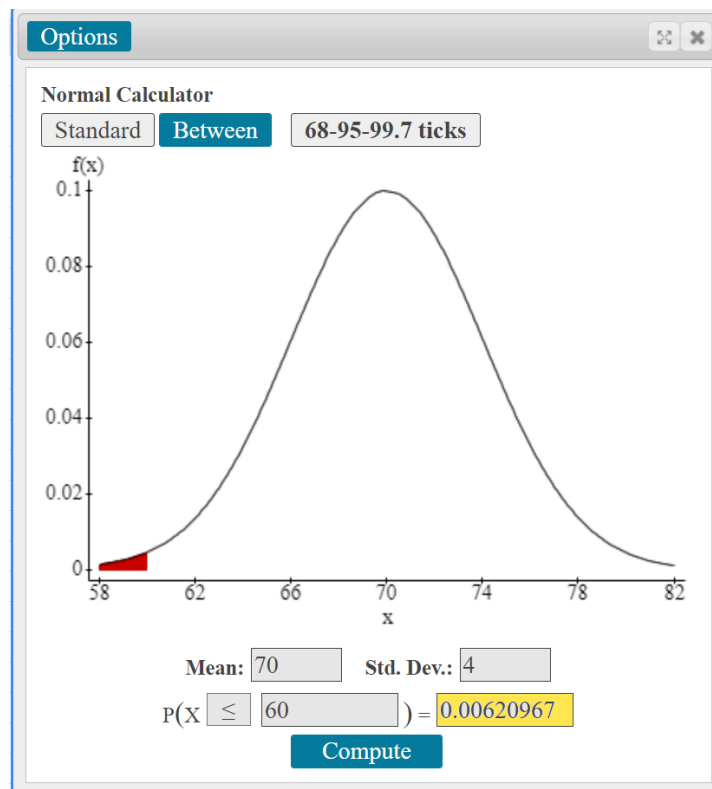 Options
Normal Calculator
Standard Between 68-95-99.7 ticks
f(x)
0.1
0.08
0.06
0.04
0.02
0
58 62 66 70 74 78 82
x
Mean: 70 Std. Dev.: 4
P(X ≤ 60 ) = 0.00620967
Compute